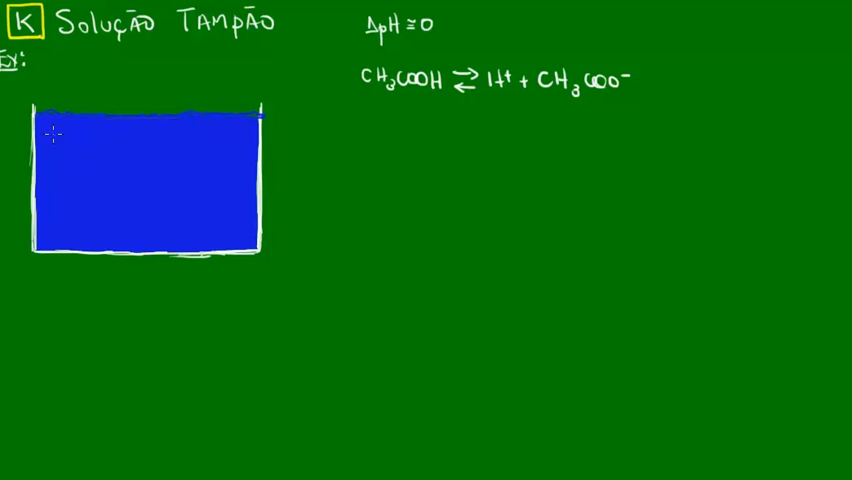 K SOLUÇÃO TAMPÃO
EX:
ΔpH ≅ 0
CH₃COOH ⇄ H⁺ + CH₃COO⁻